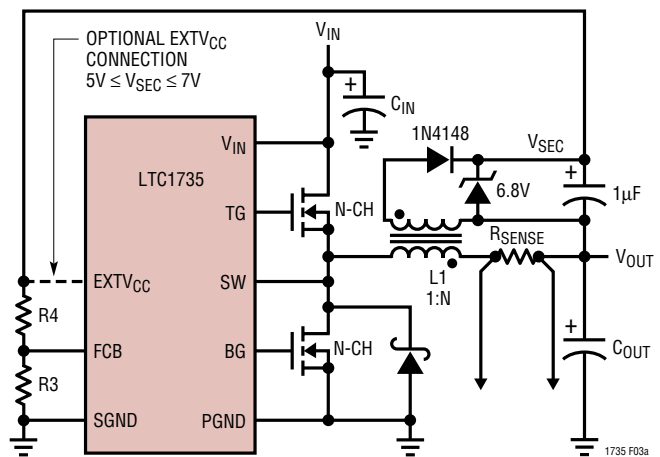 OPTIONAL EXTVCC
CONNECTION
5V ≤ VSEC ≤ 7V
VIN
+
CIN
VIN
LTC1735
TG
N-CH
1N4148
VSEC
6.8V
+
1µF
RSENSE
VOUT
L1
1:N
EXTVCC
SW
R4
FCB
BG
N-CH
+
COUT
R3
SGND
PGND
1735 F03a